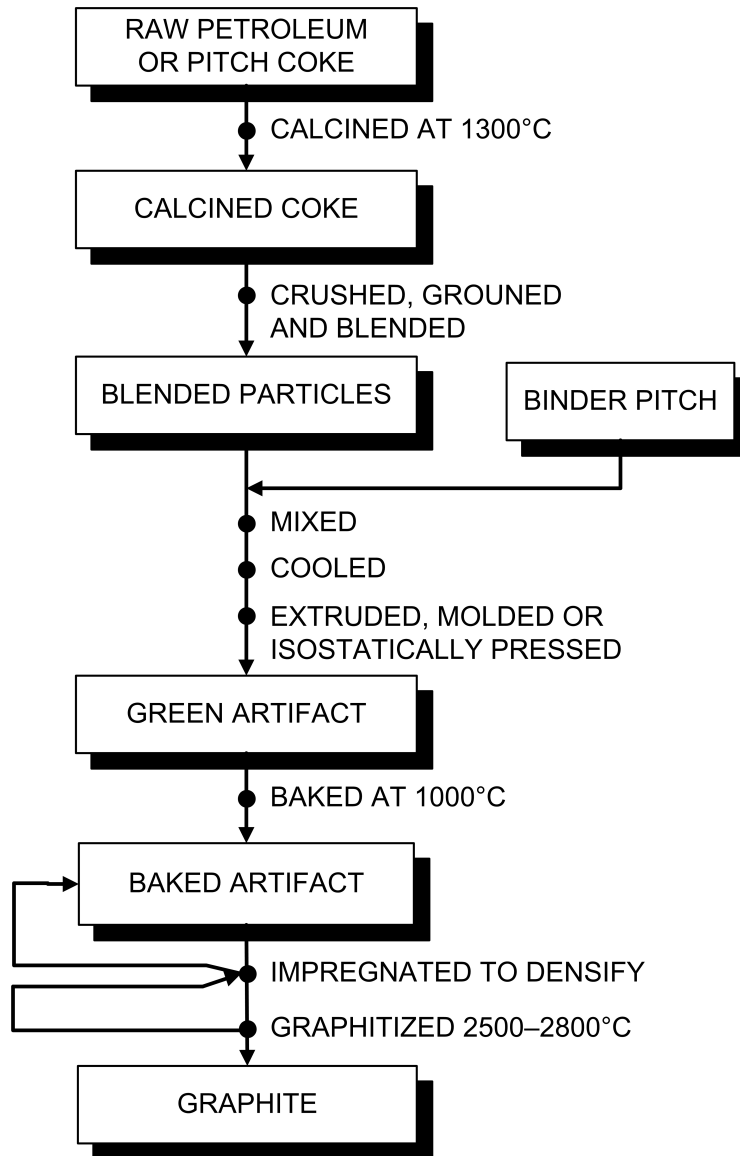 RAW PETROLEUM
OR PITCH COKE
CALCINED AT 1300°C
CALCINED COKE
CRUSHED, GROUNED
AND BLENDED
BLENDED PARTICLES
BINDER PITCH
MIXED
COOLED
EXTRUDED, MOLDED OR
ISOSTATICALLY PRESSED
GREEN ARTIFACT
BAKED AT 1000°C
BAKED ARTIFACT
IMPREGNATED TO DENSIFY
GRAPHITIZED 2500–2800°C
GRAPHITE